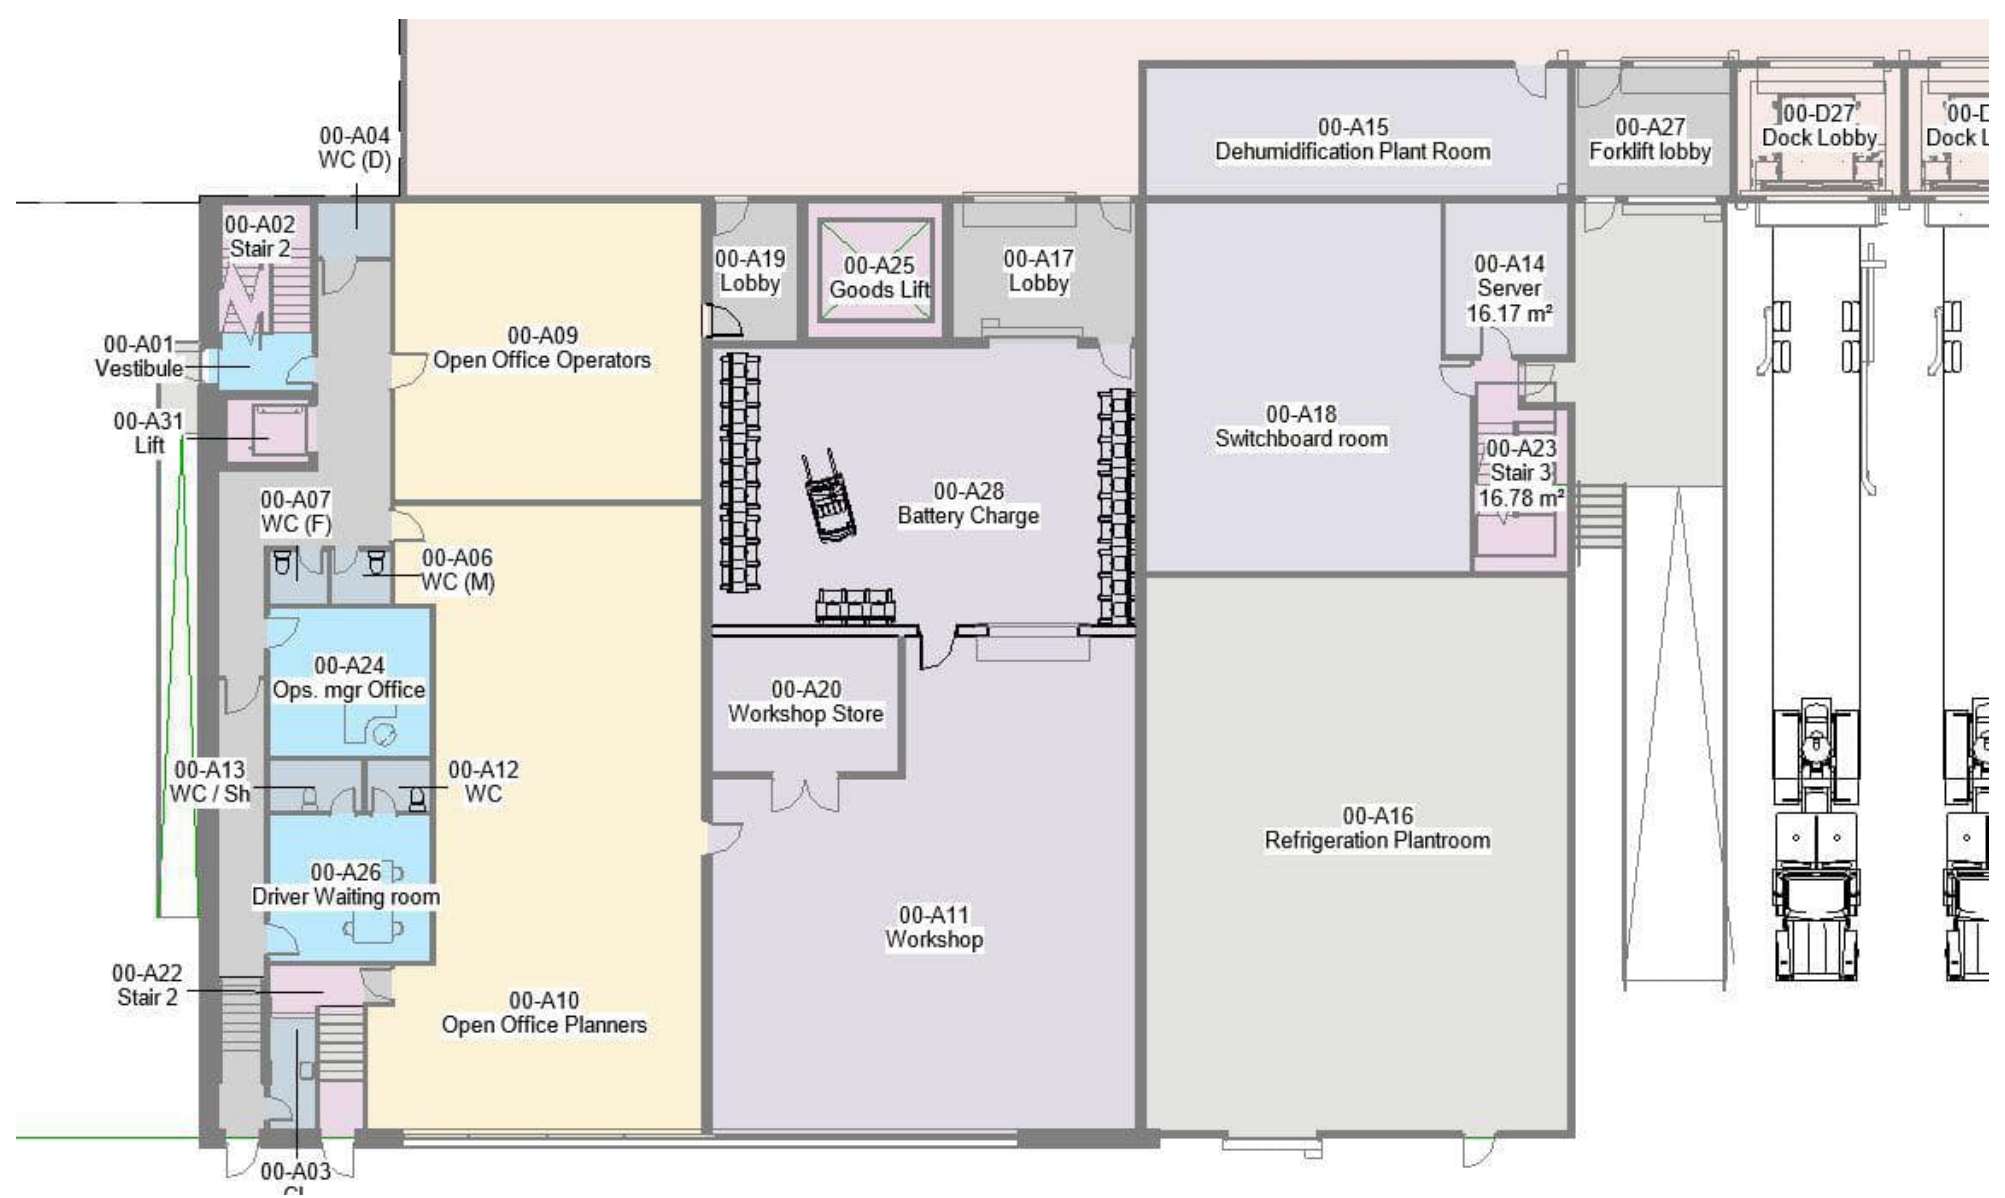 00-A04
WC (D)
00-A15
Dehumidification Plant Room
00-A27
Forklift lobby
00-D27
Dock Lobby
00-D
Dock L
00-A02
Stair 2
00-A19
Lobby
00-A25
Goods Lift
00-A17
Lobby
00-A14
Server
16.17 m²
00-A01
Vestibule
00-A09
Open Office Operators
00-A31
Lift
00-A18
Switchboard room
00-A23
Stair 3
16.78 m²
00-A07
WC (F)
00-A28
Battery Charge
00-A06
WC (M)
00-A24
Ops. mgr Office
00-A20
Workshop Store
00-A13
WC / Sh
00-A12
WC
00-A16
Refrigeration Plantroom
00-A26
Driver Waiting room
00-A11
Workshop
00-A22
Stair 2
00-A10
Open Office Planners
00-A03